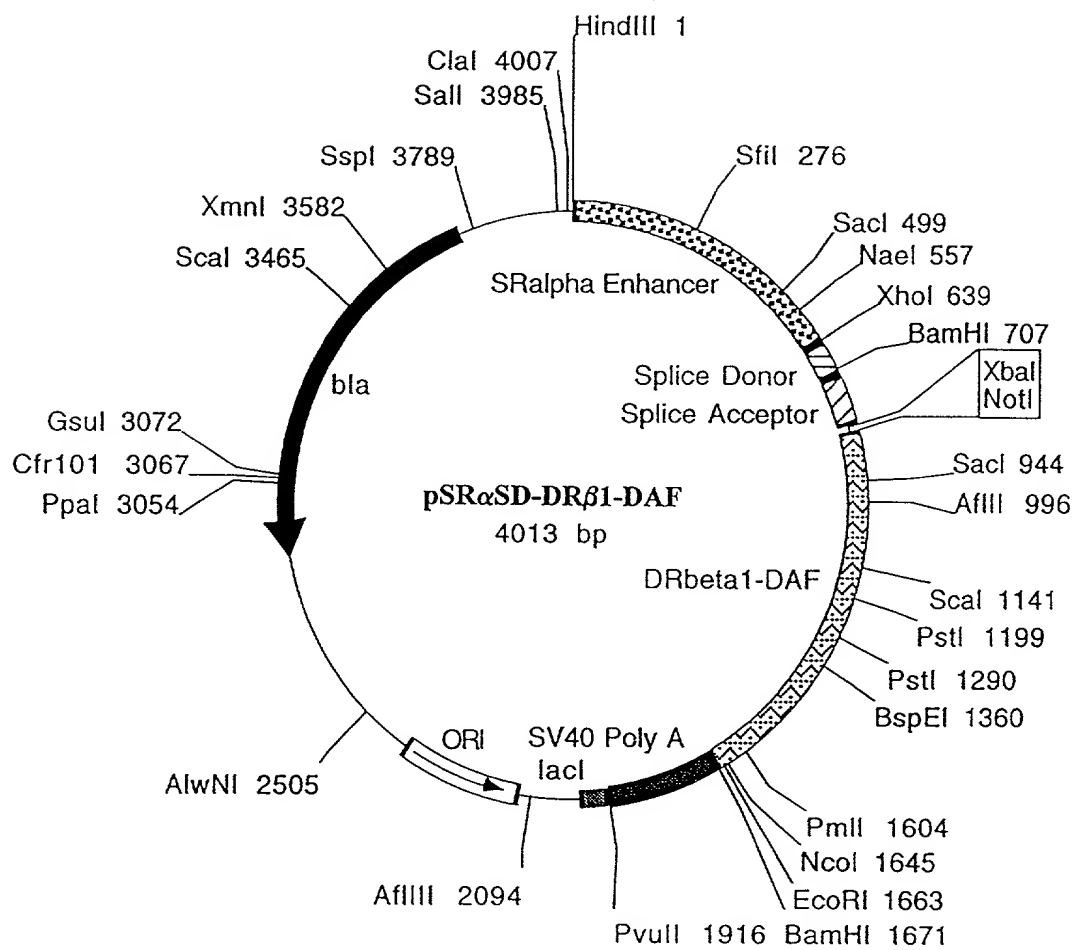 HindIII 1
ClaI 4007
SalI 3985
SspI 3789
SfiI 276
XmnI 3582
SacI 499
ScaI 3465
NaeI 557
SRalpha Enhancer
XhoI 639
BamHI 707
bla
Splice Donor
XbaI
Splice Acceptor
NotI
GsuI 3072
Cfr101 3067
SacI 944
PpaI 3054
pSRαSD-DRβ1-DAF
AflIII 996
4013 bp
DRbeta1-DAF
ScaI 1141
PstI 1199
PstI 1290
BspEI 1360
ORI
SV40 Poly A
lacI
AlwNI 2505
PmlI 1604
NcoI 1645
AflIII 2094
EcoRI 1663
PvuII 1916
BamHI 1671